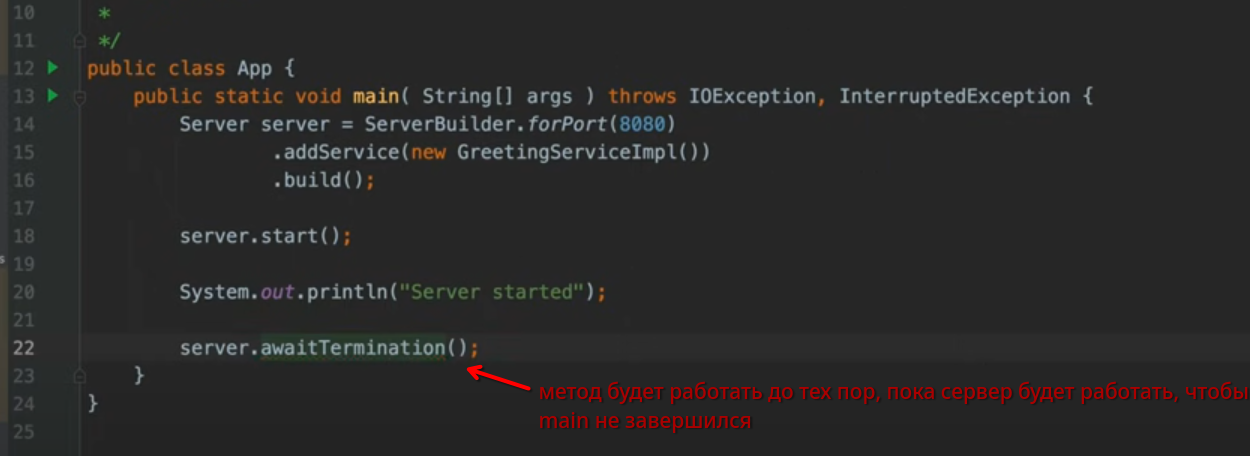 10 *
11 */
12 public class App {
13 public static void main( String[] args ) throws IOException, InterruptedException {
14 Server server = ServerBuilder.forPort(8080)
15 .addService(new GreetingServiceImpl())
16 .build();
17
18 server.start();
19
20 System.out.println("Server started");
21
22 server.awaitTermination();
23 }
24 }
25
метод будет работать до тех пор, пока сервер будет работать, чтобы
main не завершился
s